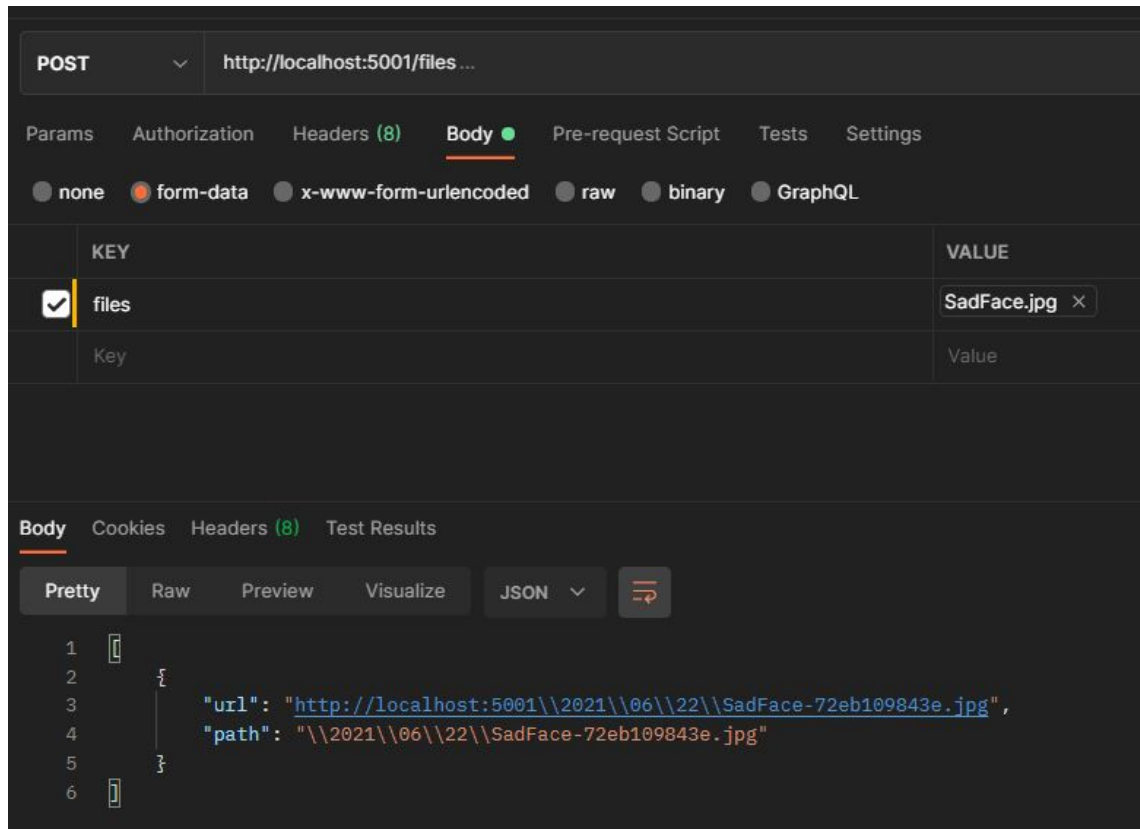 POST http://localhost:5001/files ...
Params Authorization Headers (8) Body Pre-request Script Tests Settings
none form-data x-www-form-urlencoded raw binary GraphQL
KEY VALUE
files SadFace.jpg ×
Key Value
Body Cookies Headers (8) Test Results
Pretty Raw Preview Visualize JSON
1 [
2 {
3 "url": "http://localhost:5001\\2021\\06\\22\\SadFace-72eb109843e.jpg",
4 "path": "\\2021\\06\\22\\SadFace-72eb109843e.jpg"
5 }
6 ]